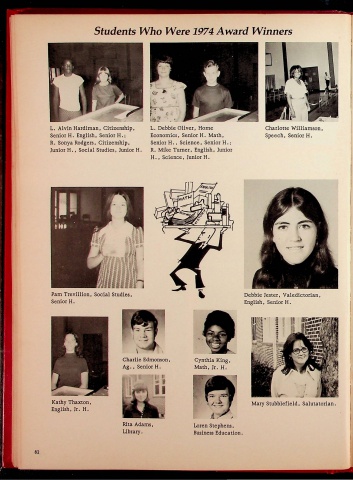 Students Who Were 1974 Award Winners
L. Alvin Hardiman, Citizenship,
Senior H. English, Senior H.;
R. Sonya Rodgers, Citizenship,
Junior H., Social Studies, Junior H.
L. Debbie Oliver, Home
Economics, Senior H. Math,
Senior H., Science, Senior H.;
R. Mike Turner, English, Junior
H., Science, Junior H.
Charlotte Williamson,
Speech, Senior H.
Pam Trevillion, Social Studies,
Senior H.
Debbie Jester, Valedictorian,
English, Senior H.
Charlie Edmonson,
Ag., Senior H.
Cynthia King,
Math, Jr. H.
Kathy Thaxton,
English, Jr. H.
Rita Adams,
Library.
Loren Stephens,
Business Education.
Mary Stubblefield, Salutatorian.